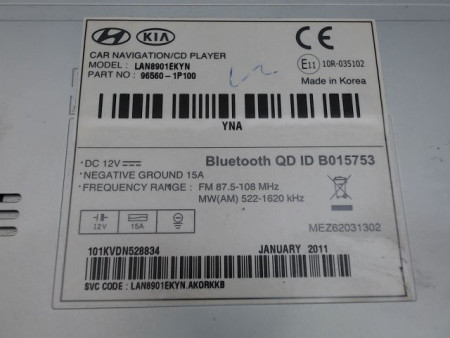 HYUNDAI KIA CE
CAR NAVIGATION/CD PLAYER
MODEL: LAN8901EKYN
PART NO: 96560-1P100
E11 10R-035102
Made in Korea
YNA
DC 12V
NEGATIVE GROUND 15A
FREQUENCY RANGE: FM 87.5-108 MHz
MW(AM) 522-1620 kHz
Bluetooth QD ID B015753
12V 15A
MEZ62031302
101KVDN528834 JANUARY 2011
SVC CODE: LAN8901EKYN.AKORKKB